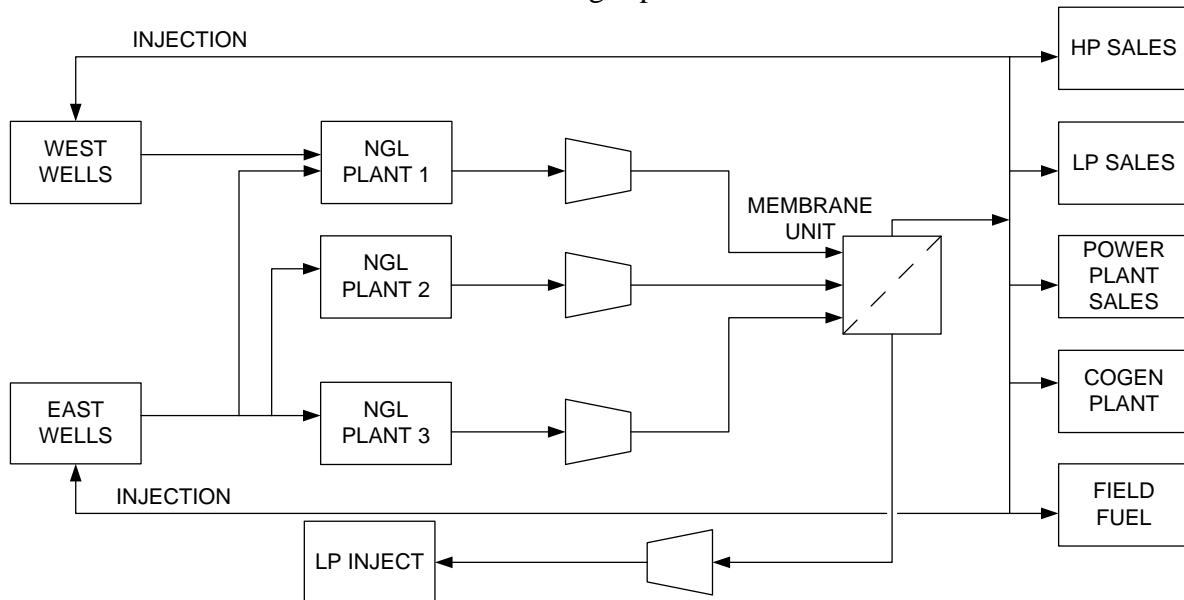 INJECTION
HP SALES
WEST
WELLS
NGL
PLANT 1
LP SALES
MEMBRANE
UNIT
NGL
PLANT 2
POWER
PLANT
SALES
EAST
WELLS
NGL
PLANT 3
COGEN
PLANT
INJECTION
FIELD
FUEL
LP INJECT